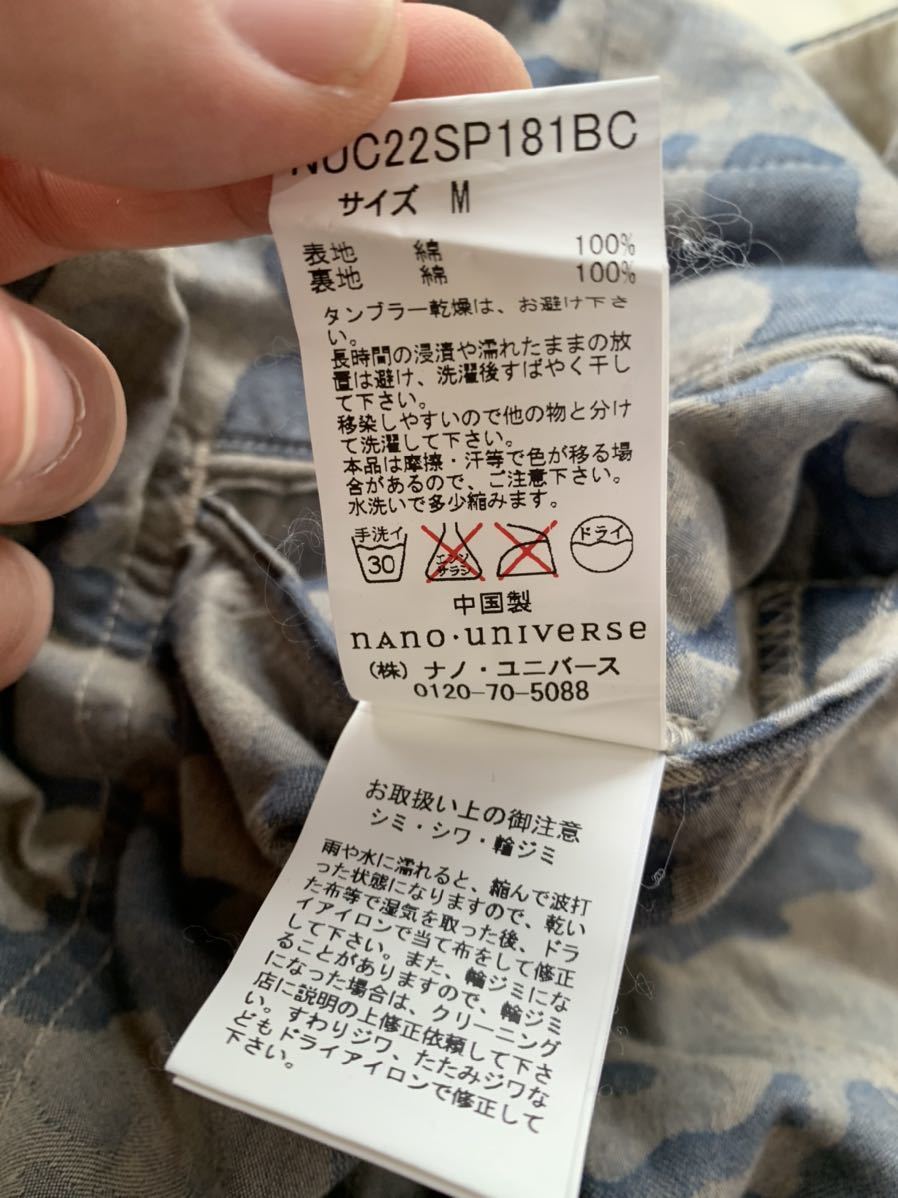 NUC22SP181BC
サイズ M
表地 綿 100%
裏地 綿 100%
タンブラー乾燥は、お避け下さ
い。
長時間の浸漬や濡れたままの放
置は避け、洗濯後すばやく干し
て下さい。
移染しやすいので他の物と分け
て洗濯して下さい。
本品は摩擦・汗等で色が移る場
合があるので、ご注意下さい。
水洗いで多少縮みます。
手洗イ 30 エンソ サラシ ドライ
中国製
nano・universe
(株) ナノ・ユニバース
0120-70-5088
お取扱い上の御注意
シミ・シワ・輪ジミ
雨や水に濡れると、縮んで波打
った状態になりますので、乾い
た布等で湿気を取った後、ドラ
イアイロンで当て布をして修正
して下さい。また、輪ジミにな
ることがありますので、輪ジミ
になった場合は、クリーニング
店に説明の上修正依頼して下さ
い。すわりジワ、たたみジワな
どもドライアイロンで修正して
下さい。